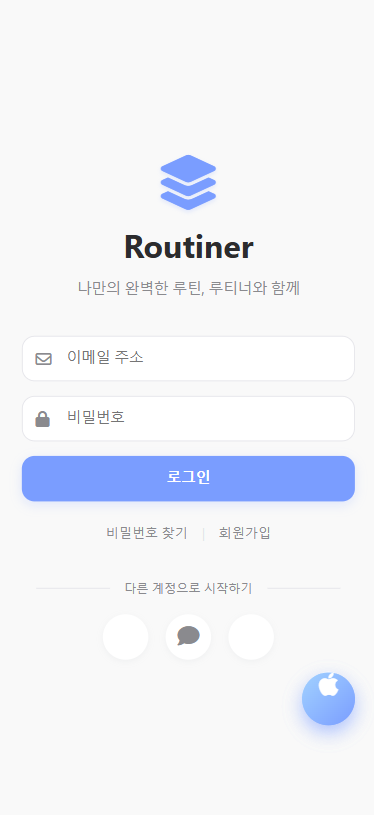 Routiner
나만의 완벽한 루틴, 루티너와 함께
이메일 주소
비밀번호
로그인
비밀번호 찾기 | 회원가입
다른 계정으로 시작하기